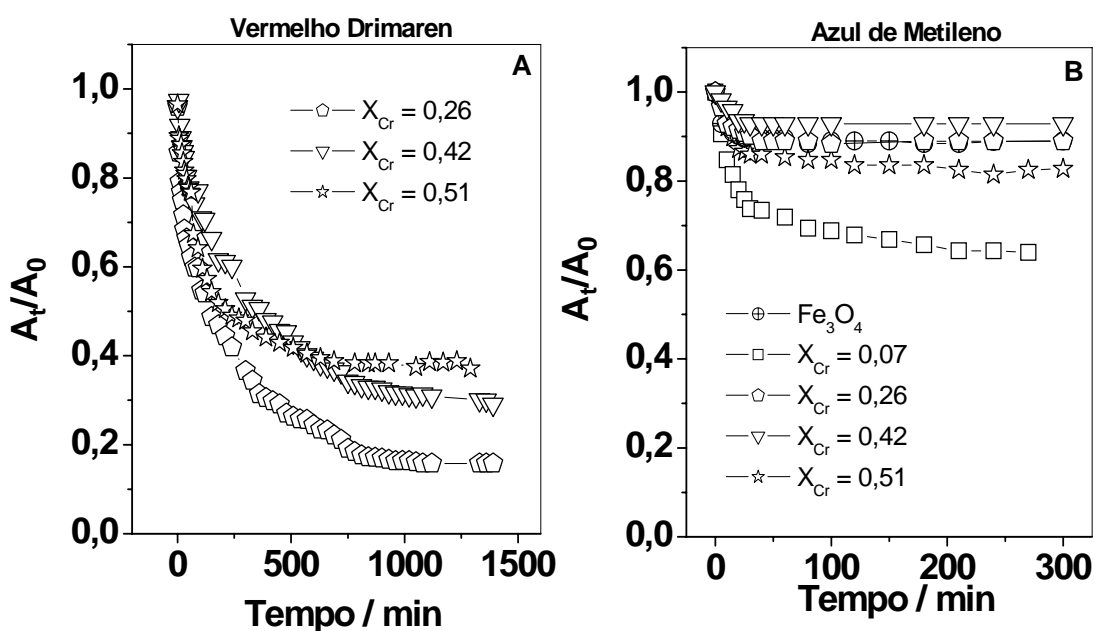 Vermelho Drimaren
A
X_Cr = 0,26
X_Cr = 0,42
X_Cr = 0,51
A_t/A_0
1,0
0,8
0,6
0,4
0,2
0,0
0 500 1000 1500
Tempo / min
Azul de Metileno
B
A_t/A_0
1,0
0,8
0,6
0,4
0,2
0,0
Fe_3O_4
X_Cr = 0,07
X_Cr = 0,26
X_Cr = 0,42
X_Cr = 0,51
0 100 200 300
Tempo / min